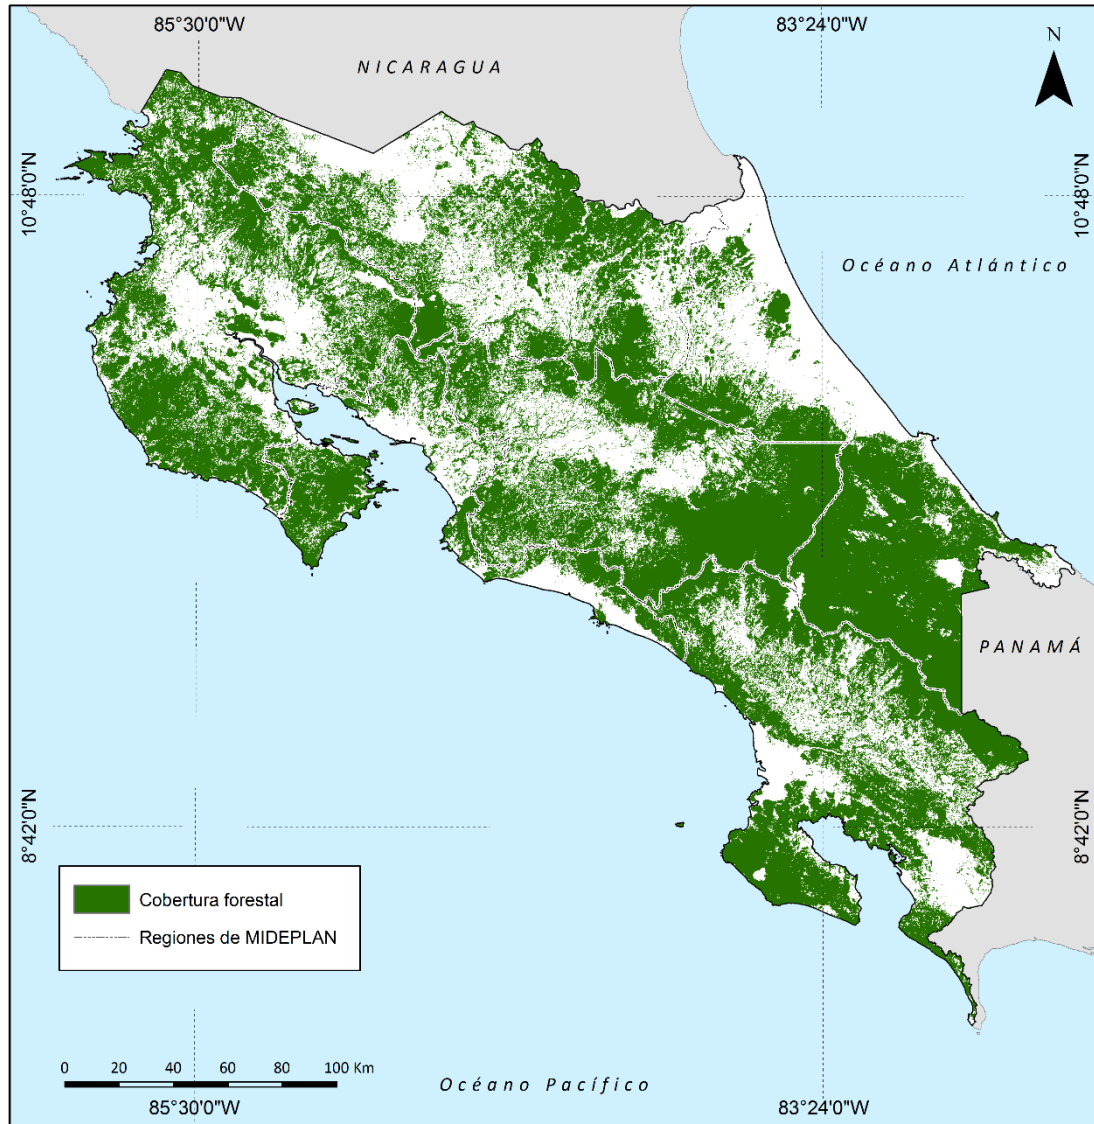 85°30'0"W
83°24'0"W
N
NICARAGUA
10°48'0"N
10°48'0"N
Océano Atlántico
PANAMÁ
8°42'0"N
8°42'0"N
Cobertura forestal
Regiones de MIDEPLAN
0 20 40 60 80 100 Km
Océano Pacífico
85°30'0"W
83°24'0"W